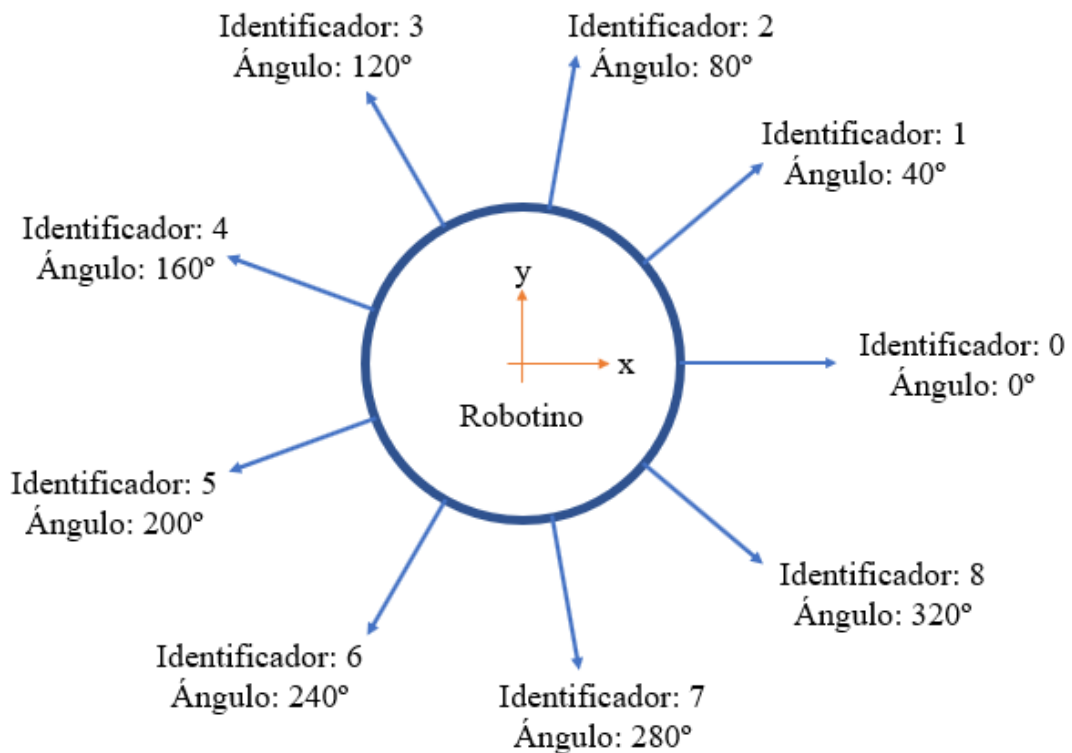 Identificador: 3
Ángulo: 120º
Identificador: 2
Ángulo: 80º
Identificador: 1
Ángulo: 40º
Identificador: 4
Ángulo: 160º
y
x
Robotino
Identificador: 0
Ángulo: 0º
Identificador: 5
Ángulo: 200º
Identificador: 8
Ángulo: 320º
Identificador: 6
Ángulo: 240º
Identificador: 7
Ángulo: 280º